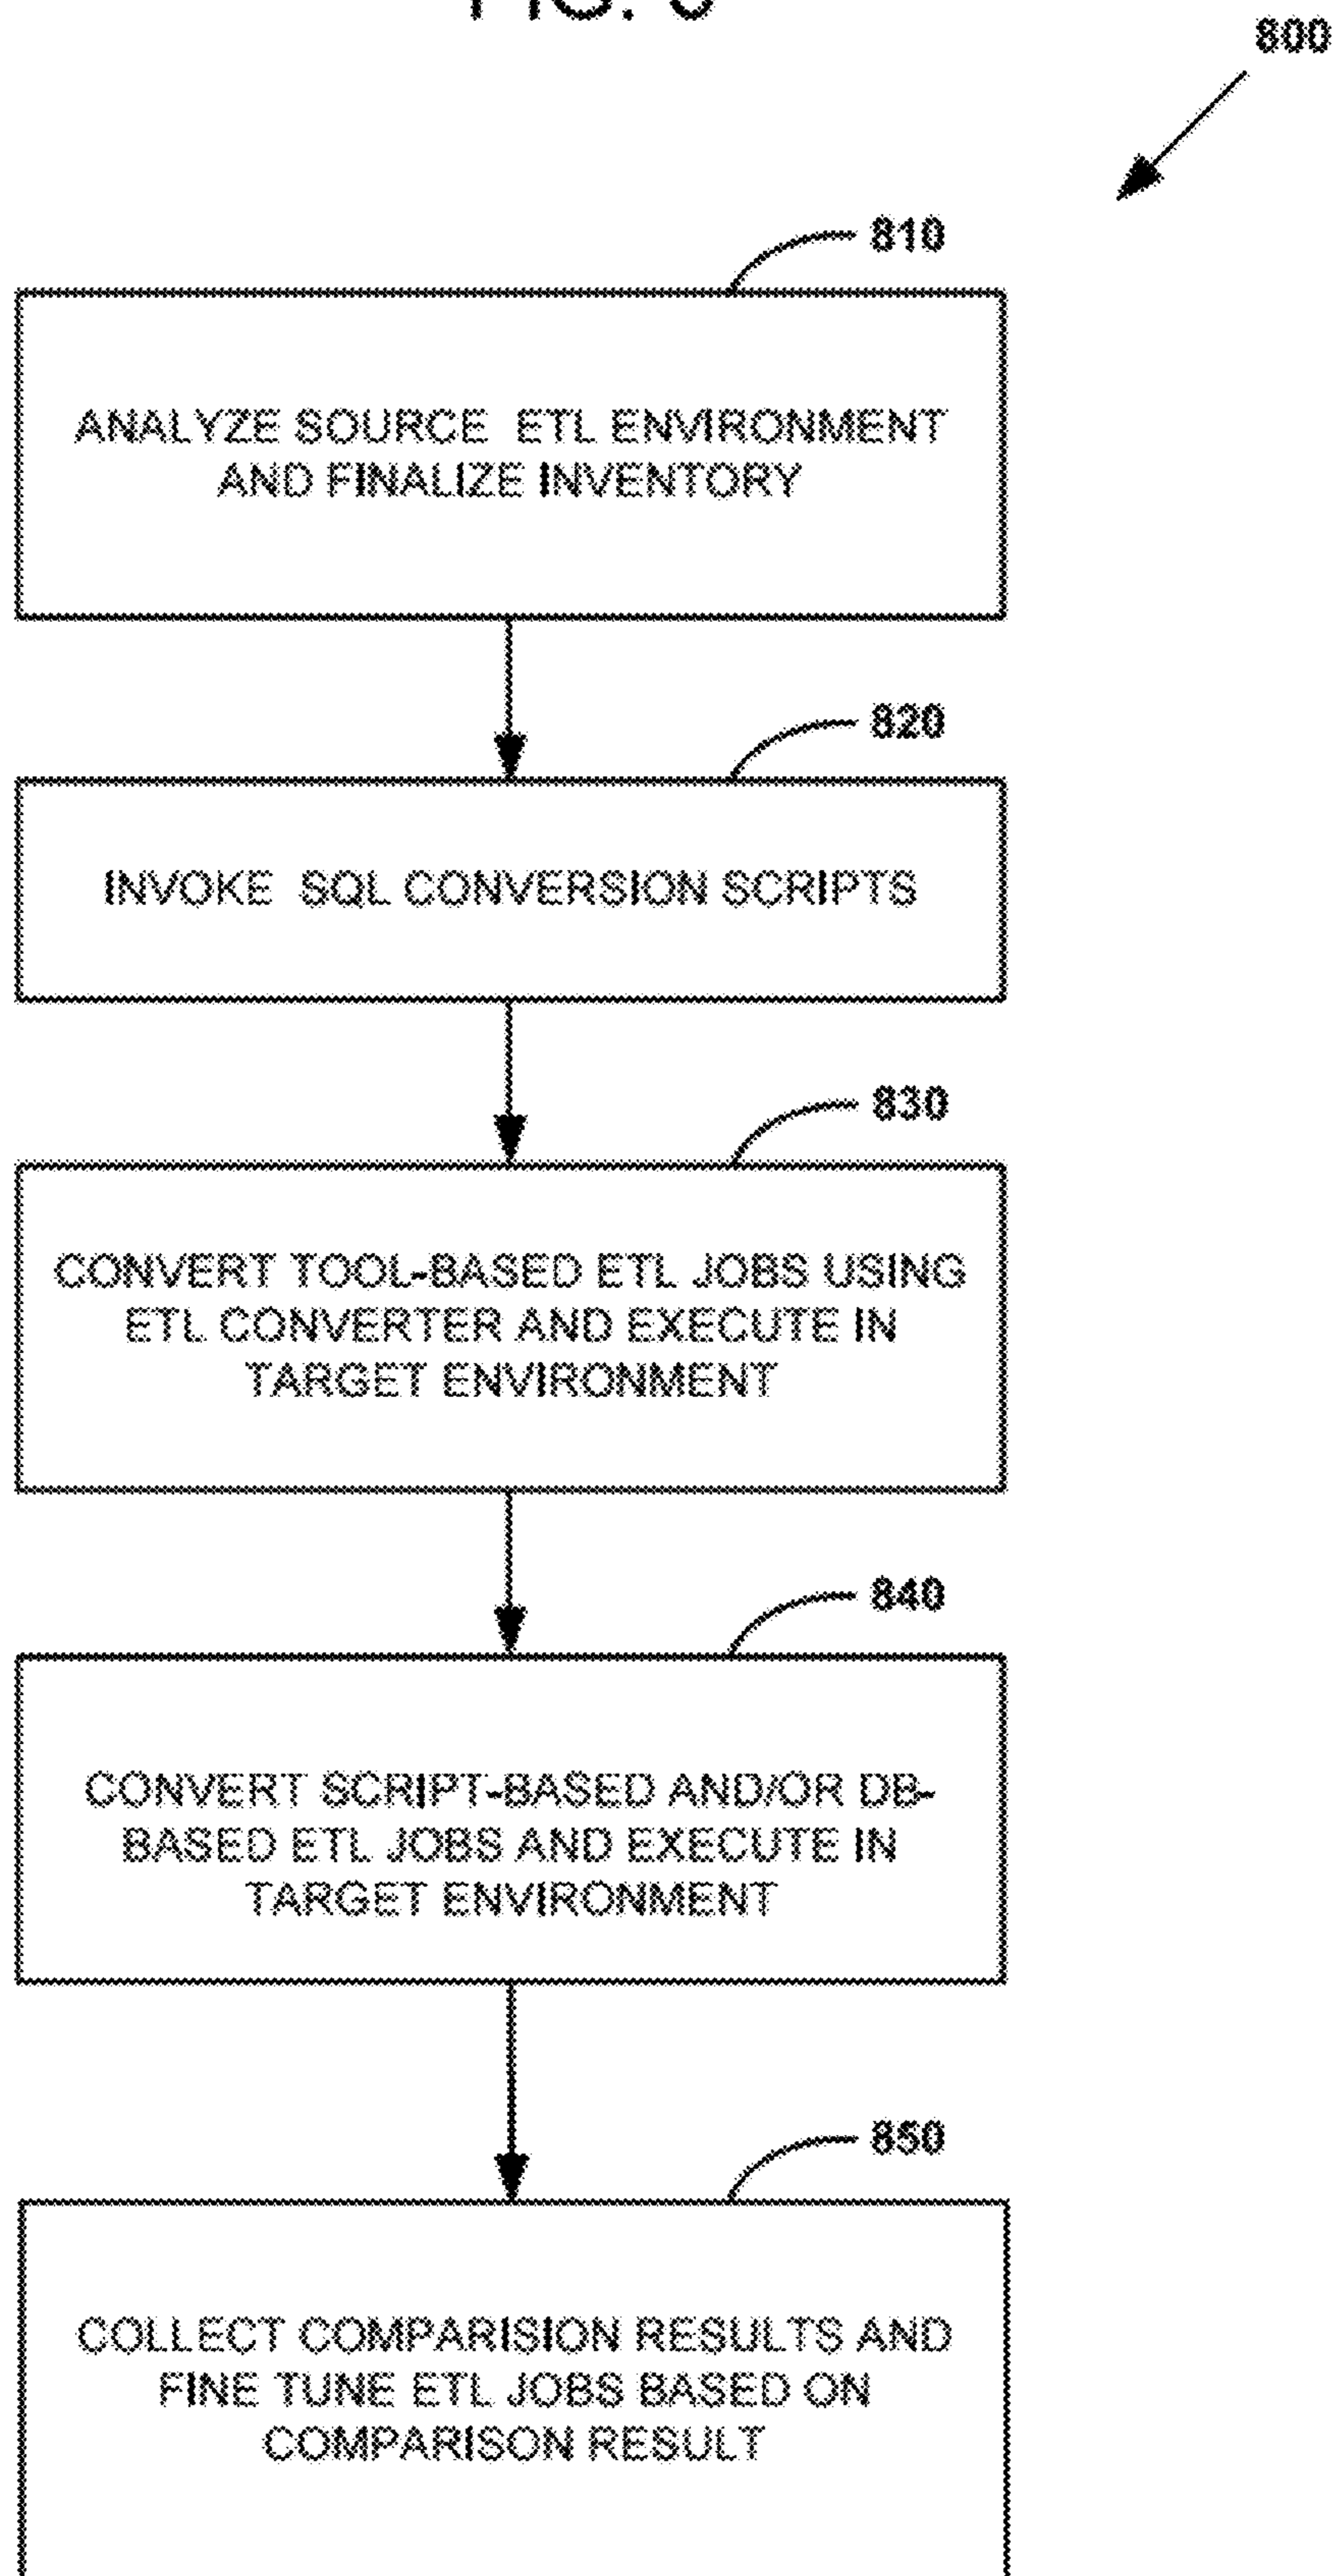 FIG.
800
810
ANALYZE SOURCE ETL ENVIRONMENT
AND FINALIZE INVENTORY
820
INVOKE SQL CONVERSION SCRIPTS
830
CONVERT TOOL-BASED ETL JOBS USING
ETL CONVERTER AND EXECUTE IN
TARGET ENVIRONMENT
840
CONVERT SCRIPT-BASED AND/OR DB-
BASED ETL JOBS AND EXECUTE IN
TARGET ENVIRONMENT
850
COLLECT COMPARISION RESULTS AND
FINE TUNE ETL JOBS BASED ON
COMPARISON RESULT